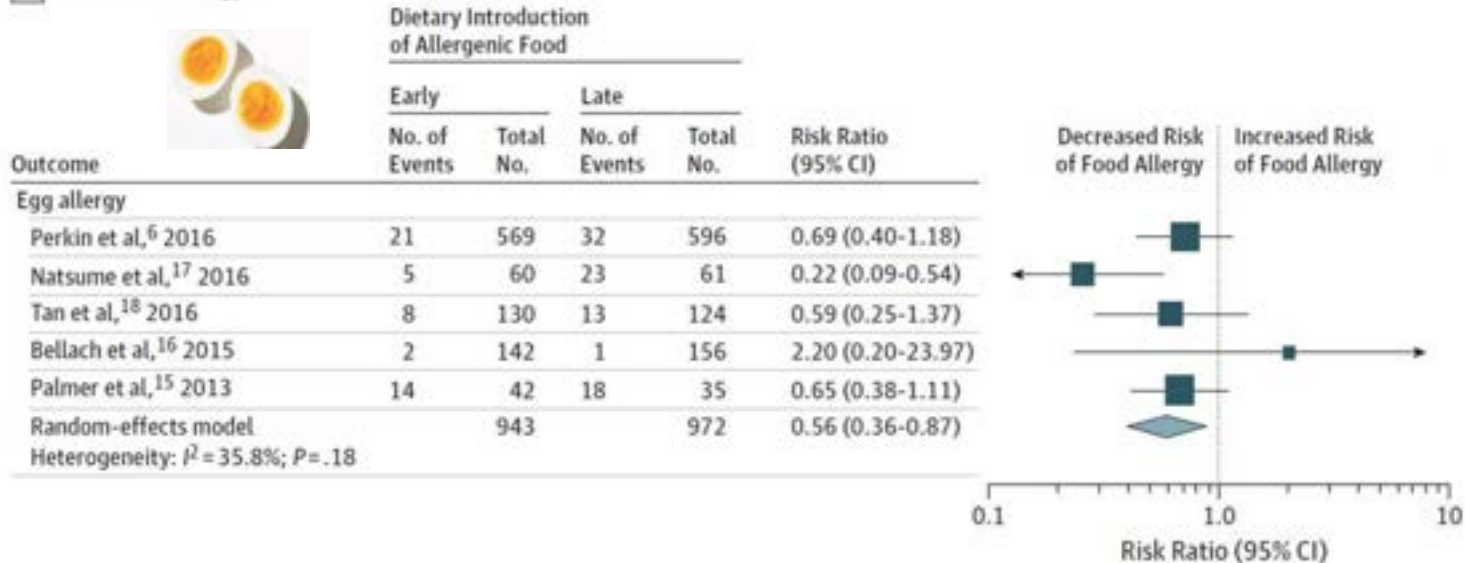 Dietary Introduction
of Allergenic Food
Early Late
No. of Total No. of Total Risk Ratio Decreased Risk Increased Risk
Outcome Events No. Events No. (95% CI) of Food Allergy of Food Allergy
Egg allergy
Perkin et al,6 2016 21 569 32 596 0.69 (0.40-1.18)
Natsume et al,17 2016 5 60 23 61 0.22 (0.09-0.54)
Tan et al,18 2016 8 130 13 124 0.59 (0.25-1.37)
Bellach et al,16 2015 2 142 1 156 2.20 (0.20-23.97)
Palmer et al,15 2013 14 42 18 35 0.65 (0.38-1.11)
Random-effects model 943 972 0.56 (0.36-0.87)
Heterogeneity: I2 = 35.8%; P = .18
0.1 1.0 10
Risk Ratio (95% CI)